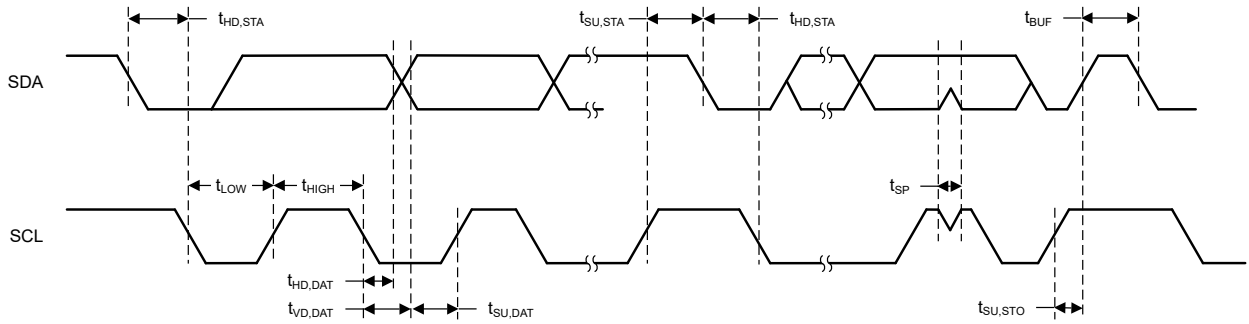 tHD,STA
tSU,STA
tHD,STA
tBUF
SDA
tLOW
tHIGH
tSP
SCL
tHD,DAT
tVD,DAT
tSU,DAT
tSU,STO